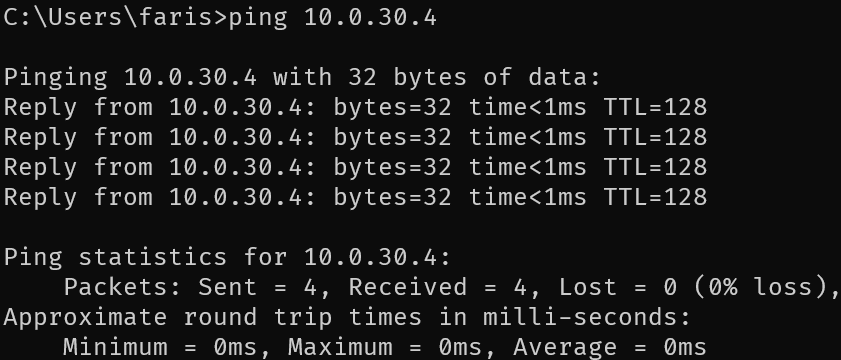 C:\Users\faris>ping 10.0.30.4
Pinging 10.0.30.4 with 32 bytes of data:
Reply from 10.0.30.4: bytes=32 time<1ms TTL=128
Reply from 10.0.30.4: bytes=32 time<1ms TTL=128
Reply from 10.0.30.4: bytes=32 time<1ms TTL=128
Reply from 10.0.30.4: bytes=32 time<1ms TTL=128
Ping statistics for 10.0.30.4:
    Packets: Sent = 4, Received = 4, Lost = 0 (0% loss),
Approximate round trip times in milli-seconds:
    Minimum = 0ms, Maximum = 0ms, Average = 0ms